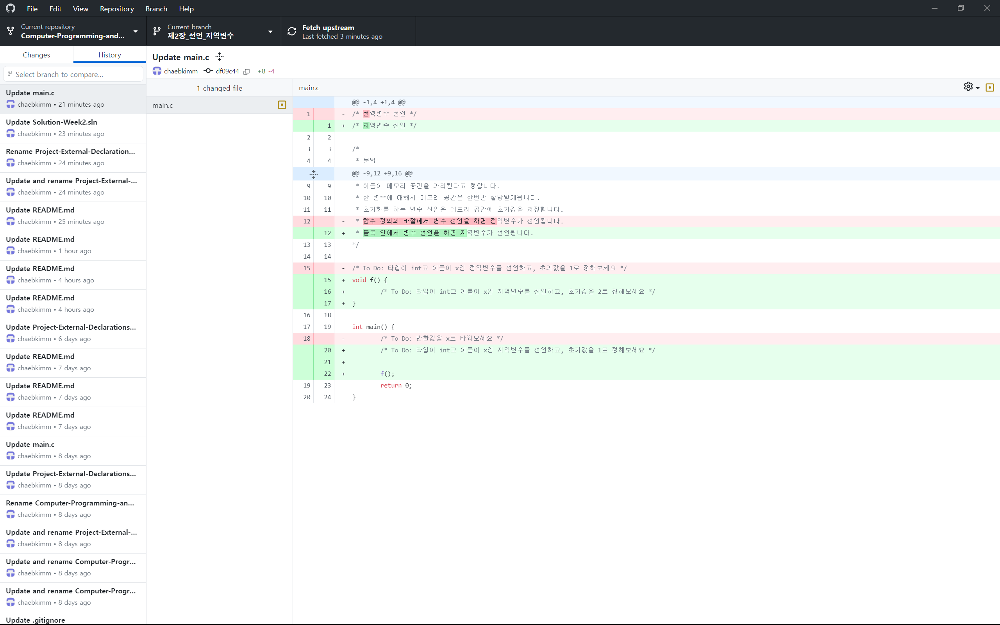 File Edit View Repository Branch Help
Current repository
Computer-Programming-and...
Current branch
제2장_선언_지역변수
Fetch upstream
Last fetched 3 minutes ago
Changes
History
Select branch to compare...
Update main.c
chaebkimm • 21 minutes ago
Update Solution-Week2.sln
chaebkimm • 23 minutes ago
Rename Project-External-Declaration...
chaebkimm • 24 minutes ago
Update and rename Project-External-...
chaebkimm • 24 minutes ago
Update README.md
chaebkimm • 25 minutes ago
Update README.md
chaebkimm • 1 hour ago
Update README.md
chaebkimm • 4 hours ago
Update README.md
chaebkimm • 4 hours ago
Update Project-External-Declarations...
chaebkimm • 6 days ago
Update README.md
chaebkimm • 7 days ago
Update README.md
chaebkimm • 7 days ago
Update README.md
chaebkimm • 7 days ago
Update main.c
chaebkimm • 8 days ago
Update Project-External-Declarations...
chaebkimm • 8 days ago
Rename Computer-Programming-an...
chaebkimm • 8 days ago
Update and rename Project-External-...
chaebkimm • 8 days ago
Update and rename Computer-Progr...
chaebkimm • 8 days ago
Update and rename Computer-Progr...
chaebkimm • 8 days ago
Update .gitignore
Update main.c
chaebkimm df09c44 +8 -4
1 changed file
main.c
main.c
@@ -1,4 +1,4 @@
1 - /* 전역변수 선언 */
1 + /* 지역변수 선언 */
2 2
3 3 /*
4 4 * 문법
@@ -9,12 +9,16 @@
9 9 * 이름이 메모리 공간을 가리킨다고 정합니다.
10 10 * 한 변수에 대해서 메모리 공간은 한번만 할당받게됩니다.
11 11 * 초기화를 하는 변수 선언은 메모리 공간에 초기값을 저장합니다.
12 - * 함수 정의의 바깥에서 변수 선언을 하면 전역변수가 선언됩니다.
12 + * 블록 안에서 변수 선언을 하면 지역변수가 선언됩니다.
13 13 */
14 14
15 - /* To Do: 타입이 int고 이름이 x인 전역변수를 선언하고, 초기값을 1로 정해보세요 */
15 + void f() {
16 + /* To Do: 타입이 int고 이름이 x인 지역변수를 선언하고, 초기값을 2로 정해보세요 */
17 + }
16 18
17 19 int main() {
18 - /* To Do: 반환값을 x로 바꿔보세요 */
20 + /* To Do: 타입이 int고 이름이 x인 지역변수를 선언하고, 초기값을 1로 정해보세요 */
21 +
22 + f();
19 23 return 0;
20 24 }